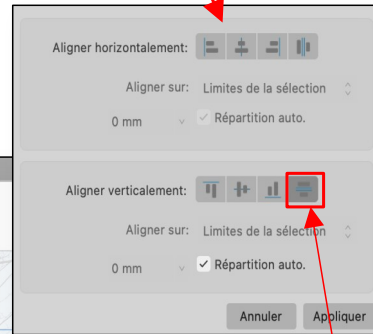 Aligner horizontalement:
Aligner sur: Limites de la sélection
0 mm Répartition auto.
Aligner verticalement:
Aligner sur: Limites de la sélection
0 mm Répartition auto.
Annuler Appliquer